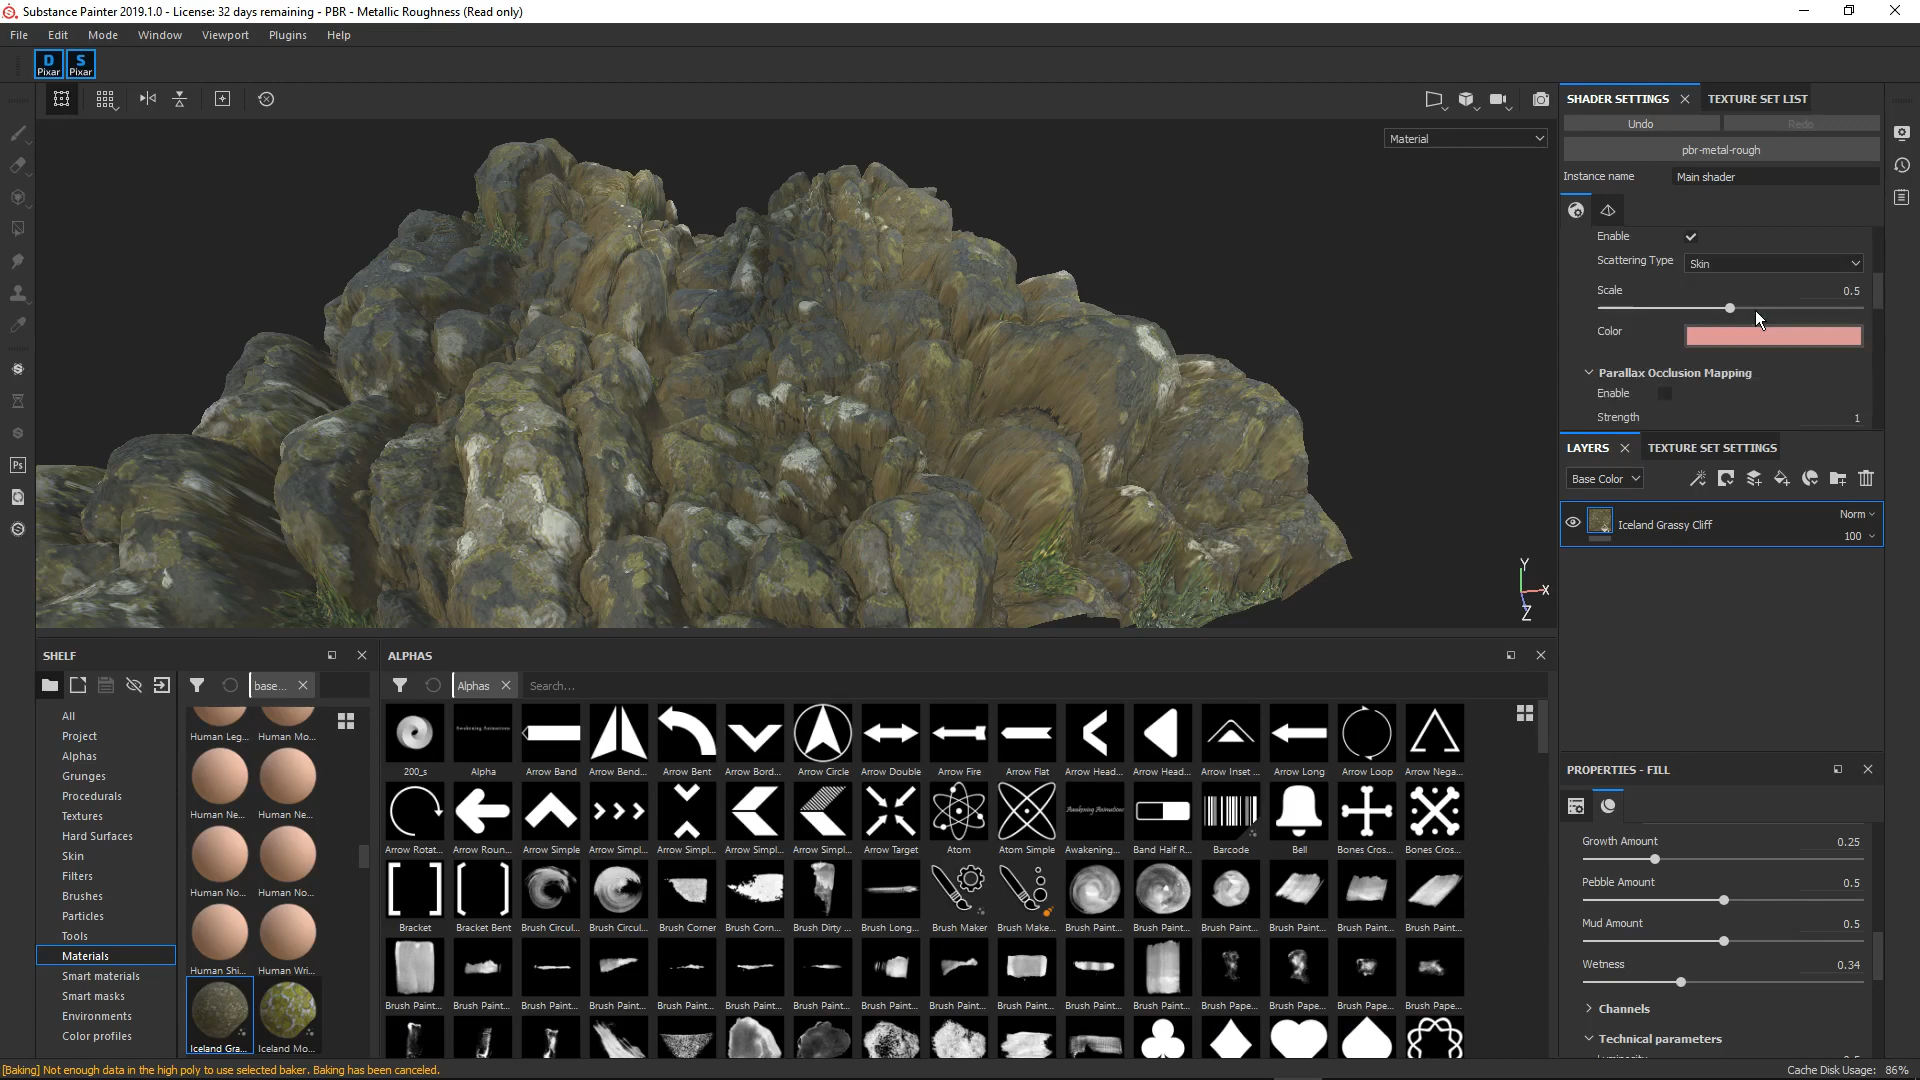 Substance Painter 2019.1.0 - License: 32 days remaining - PBR - Metallic Roughness (Read only)
File Edit Mode Window Viewport Plugins Help
D Pixar S Pixar
SHADER SETTINGS TEXTURE SET LIST
Undo Redo
pbr-metal-rough
Instance name Main shader
Material
Enable
Scattering Type Skin
Scale 0.5
Color
Parallax Occlusion Mapping
Enable
Strength 1
LAYERS TEXTURE SET SETTINGS
Base Color
Iceland Grassy Cliff Norm
100
Y
X
Z
Ps
SHELF
base...
All
Project
Alphas
Grunges
Procedurals
Textures
Hard Surfaces
Skin
Filters
Brushes
Particles
Tools
Materials
Smart materials
Smart masks
Environments
Color profiles
Human Leg... Human Mo...
Human Ne... Human Ne...
Human No... Human No...
Human Shi... Human Wri...
Iceland Gra... Iceland Mo...
ALPHAS
Alphas Search...
200_s Alpha Arrow Band Arrow Bend... Arrow Bent Arrow Bord... Arrow Circle Arrow Double Arrow Fire Arrow Flat Arrow Head... Arrow Head... Arrow Inset ... Arrow Long Arrow Loop Arrow Nega...
Arrow Rotat... Arrow Roun... Arrow Simple Arrow Simpl... Arrow Simpl... Arrow Simpl... Arrow Simpl... Arrow Target Atom Atom Simple Awakening... Band Half R... Barcode Bell Bones Cros... Bones Cros...
Bracket Bracket Bent Brush Circul... Brush Circul... Brush Corner Brush Corn... Brush Dirty ... Brush Long... Brush Maker Brush Make... Brush Paint... Brush Paint... Brush Paint... Brush Paint... Brush Paint... Brush Paint...
Brush Paint... Brush Paint... Brush Paint... Brush Paint... Brush Paint... Brush Paint... Brush Paint... Brush Paint... Brush Paint... Brush Paint... Brush Paint... Brush Paint... Brush Pape... Brush Pape... Brush Pape... Brush Pape...
PROPERTIES - FILL
Growth Amount 0.25
Pebble Amount 0.5
Mud Amount 0.5
Wetness 0.34
Channels
Technical parameters
[Baking] Not enough data in the high poly to use selected baker. Baking has been canceled.
Cache Disk Usage: 86%